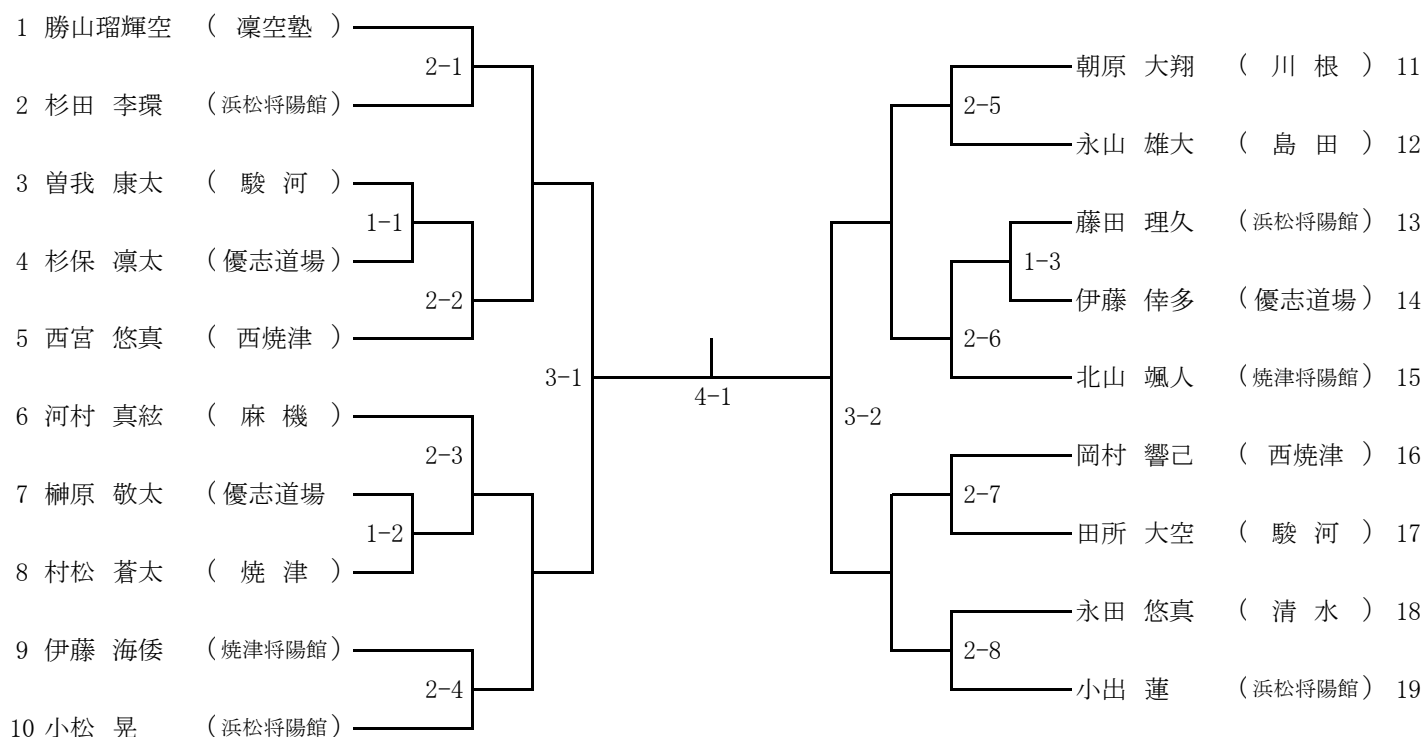 1 勝山瑠輝空 ( 凜空塾 )
2-1
2 杉田 李環 (浜松将陽館)
3 曽我 康太 ( 駿 河 )
1-1
4 杉保 凛太 (優志道場)
2-2
5 西宮 悠真 ( 西焼津 )
3-1
6 河村 真絃 ( 麻 機 )
2-3
7 榊原 敬太 (優志道場
1-2
8 村松 蒼太 ( 焼 津 )
9 伊藤 海倭 (焼津将陽館)
2-4
10 小松 晃 (浜松将陽館)
4-1
朝原 大翔 ( 川 根 ) 11
2-5
永山 雄大 ( 島 田 ) 12
藤田 理久 (浜松将陽館) 13
1-3
伊藤 倖多 (優志道場) 14
2-6
北山 颯人 (焼津将陽館) 15
3-2
岡村 響己 ( 西焼津 ) 16
2-7
田所 大空 ( 駿 河 ) 17
永田 悠真 ( 清 水 ) 18
2-8
小出 蓮 (浜松将陽館) 19